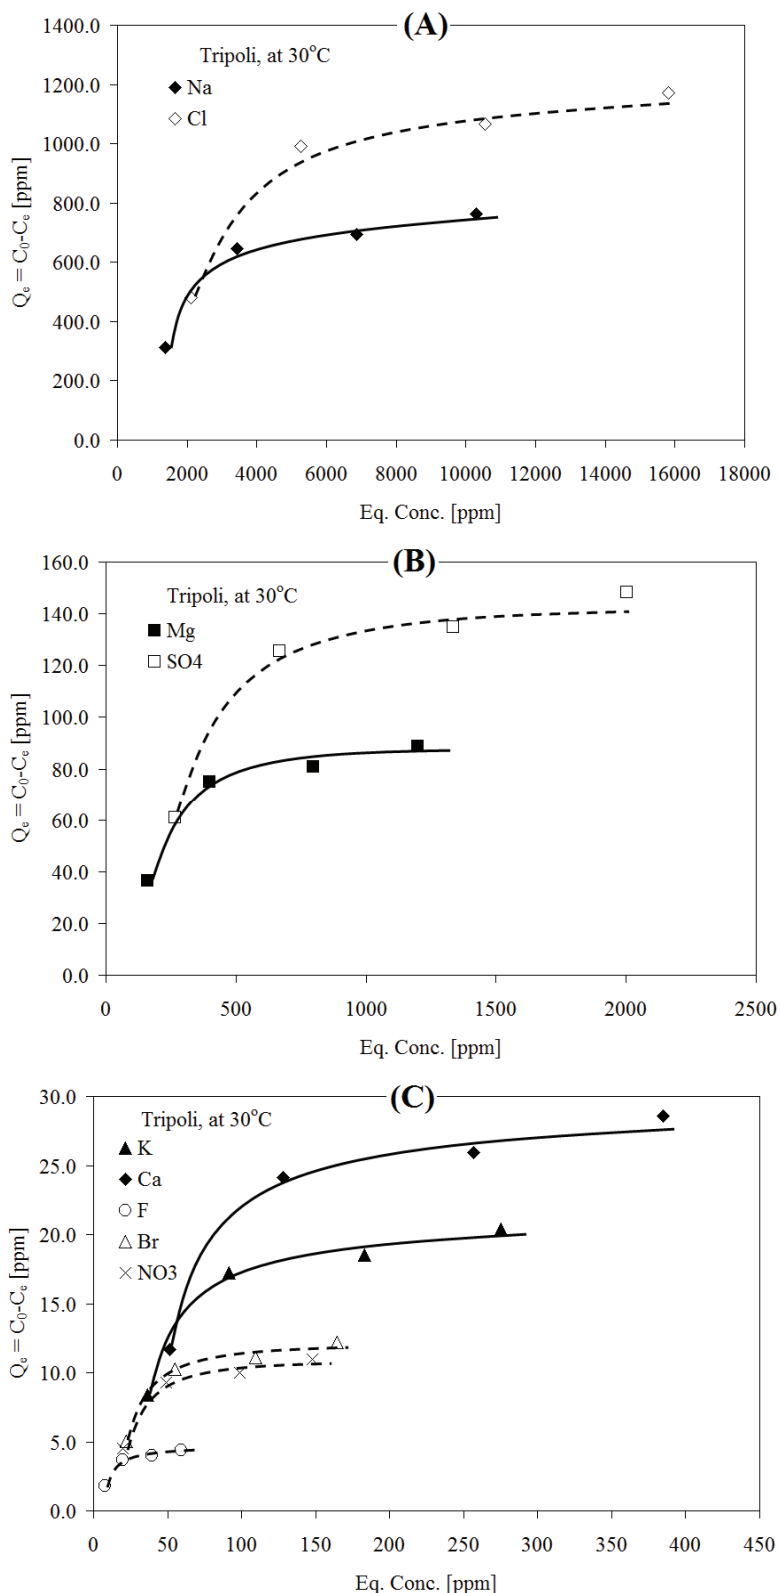 (A)
1400.0
1200.0
1000.0
800.0
600.0
400.0
200.0
0.0
Qe = C0-Ce [ppm]
Tripoli, at 30°C
Na
Cl
0 2000 4000 6000 8000 10000 12000 14000 16000 18000
Eq. Conc. [ppm]
(B)
160.0
140.0
120.0
100.0
80.0
60.0
40.0
20.0
0.0
Qe = C0-Ce [ppm]
Tripoli, at 30°C
Mg
SO4
0 500 1000 1500 2000 2500
Eq. Conc. [ppm]
(C)
30.0
25.0
20.0
15.0
10.0
5.0
0.0
Qe = C0-Ce [ppm]
Tripoli, at 30°C
K
Ca
F
Br
NO3
0 50 100 150 200 250 300 350 400 450
Eq. Conc. [ppm]